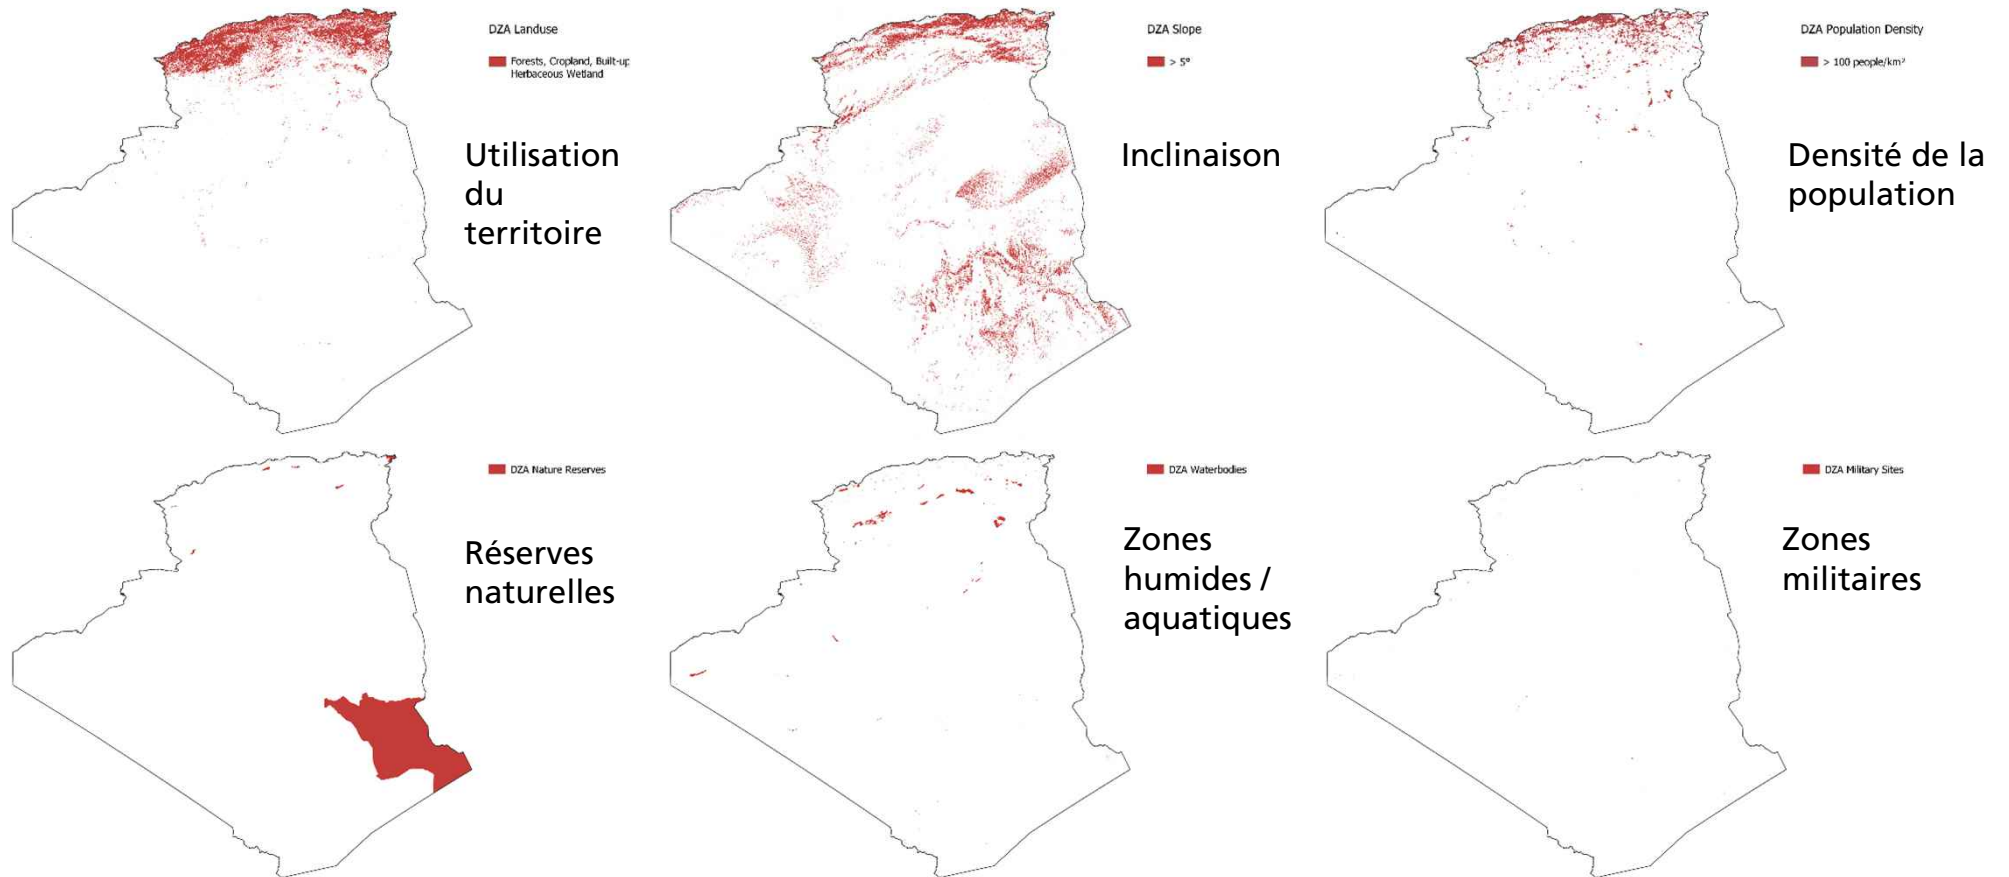 DZA Landuse
Forests, Cropland, Built-up
Herbaceous Wetland
Utilisation
du
territoire
DZA Slope
> 5°
Inclinaison
DZA Population Density
> 100 people/km²
Densité de la
population
DZA Nature Reserves
Réserves
naturelles
DZA Waterbodies
Zones
humides /
aquatiques
DZA Military Sites
Zones
militaires